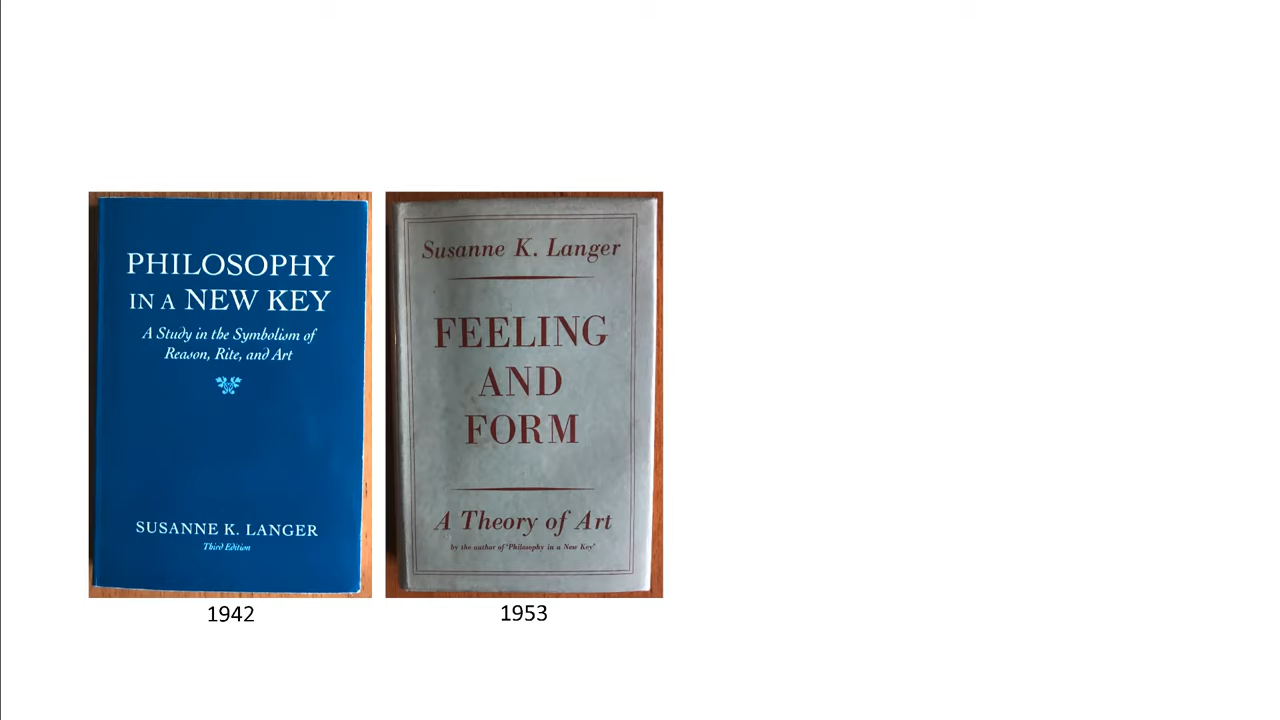 PHILOSOPHY
IN A NEW KEY
A Study in the Symbolism of
Reason, Rite, and Art
SUSANNE K. LANGER
Third Edition
1942
Susanne K. Langer
FEELING
AND
FORM
A Theory of Art
by the author of 'Philosophy in a New Key'
1953